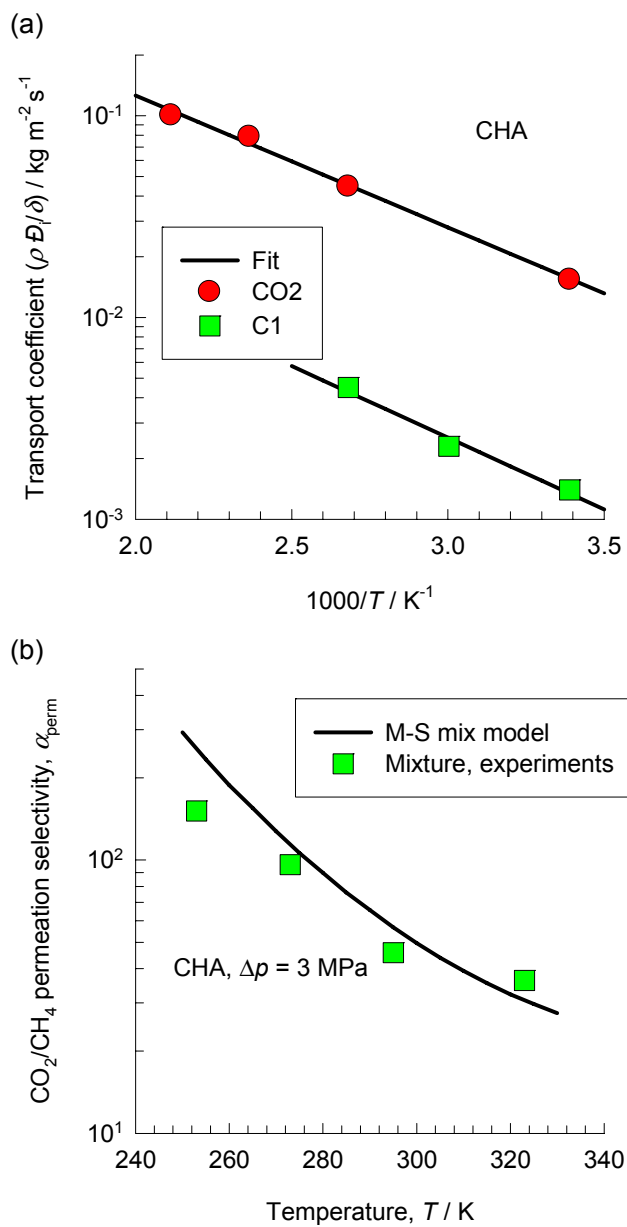 (a)
Transport coefficient (ρ Đi/δ) / kg m⁻² s⁻¹
10⁻¹
10⁻²
10⁻³
CHA
Fit
CO2
C1
2.0 2.5 3.0 3.5
1000/T / K⁻¹
(b)
CO₂/CH₄ permeation selectivity, αperm
10²
10¹
M-S mix model
Mixture, experiments
CHA, Δp = 3 MPa
240 260 280 300 320 340
Temperature, T / K